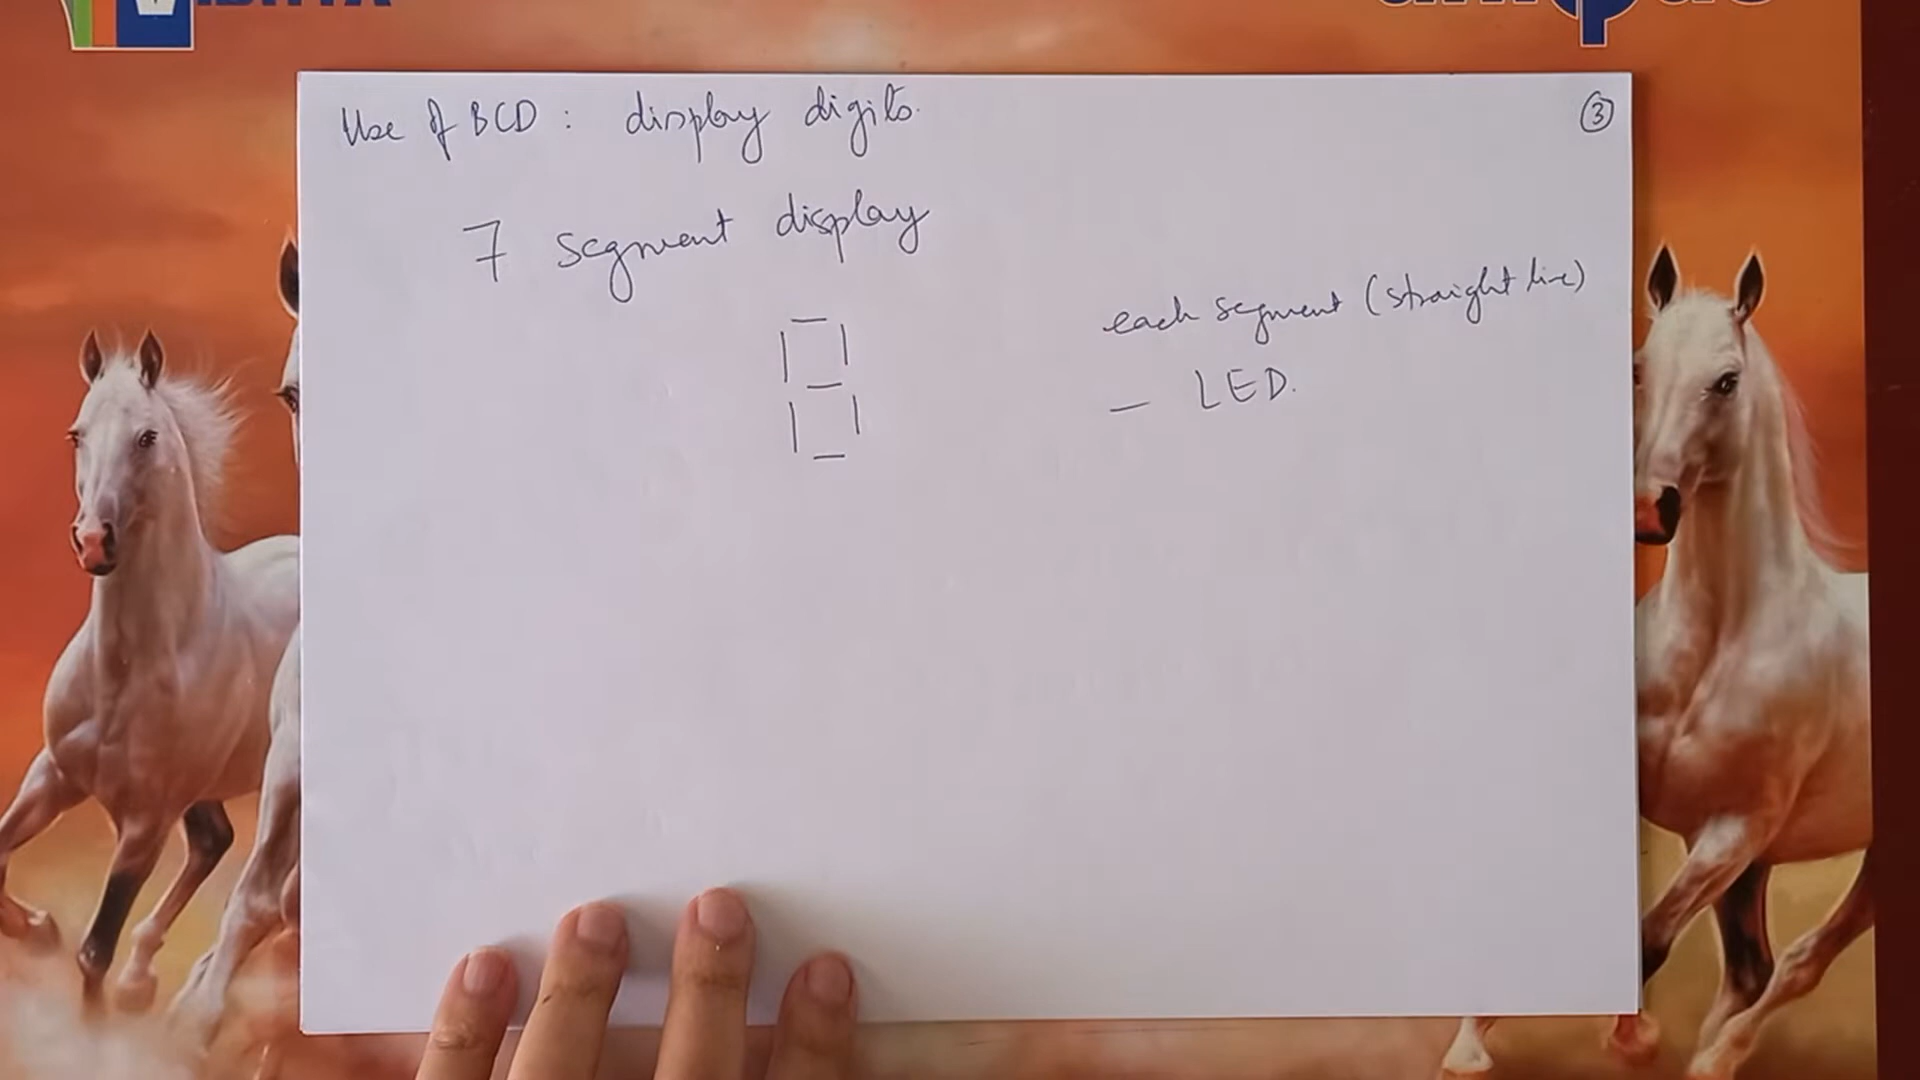 Use of BCD : display digits.
③
7 segment display
each segment (straight line)
— LED.